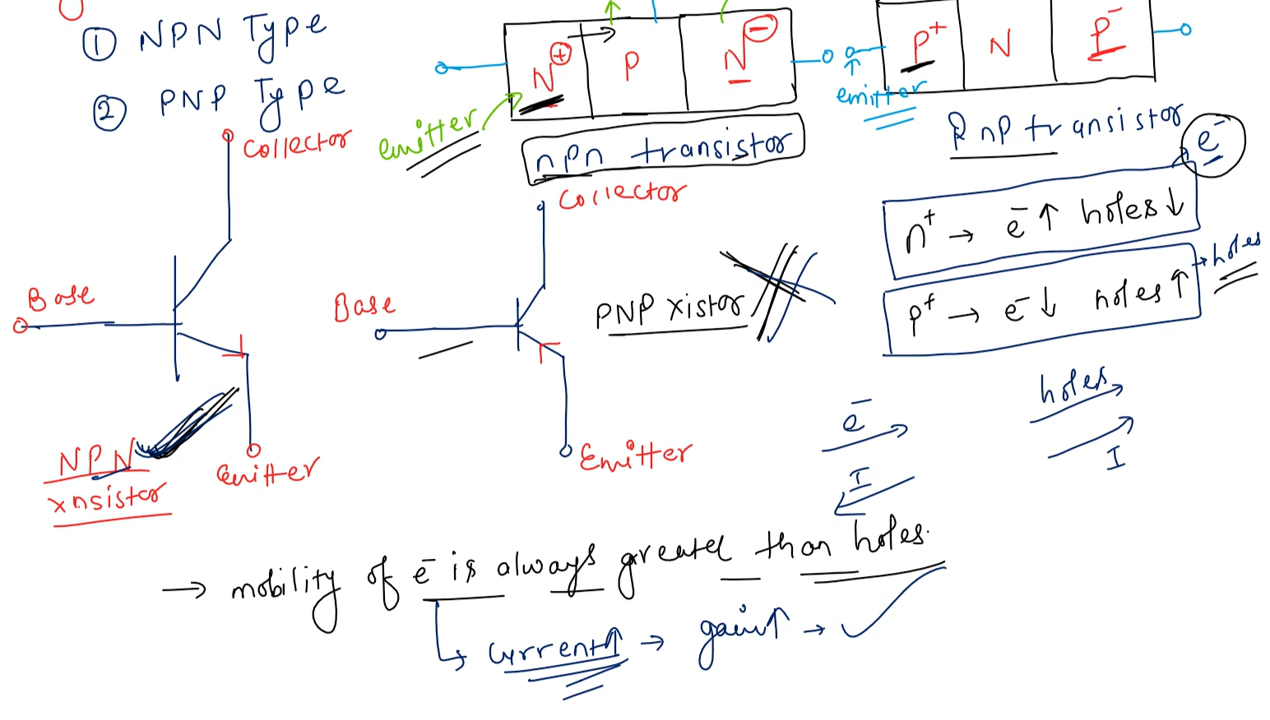 ① NPN Type
② PNP Type
N⊕ P N⊖
P⁺ N P⁻
emitter
emitter
npn transistor
pnp transistor
e⁻
Collector
Collector
n⁺ → e⁻ ↑ holes ↓
→ holes
p⁺ → e⁻ ↓ holes ↑
Base
Base
PNP xistor
NPN
xnsistor
Emitter
Emitter
e⁻
I
holes
I
→ mobility of e⁻ is always greater than holes.
current↑ → gain↑ → ✓